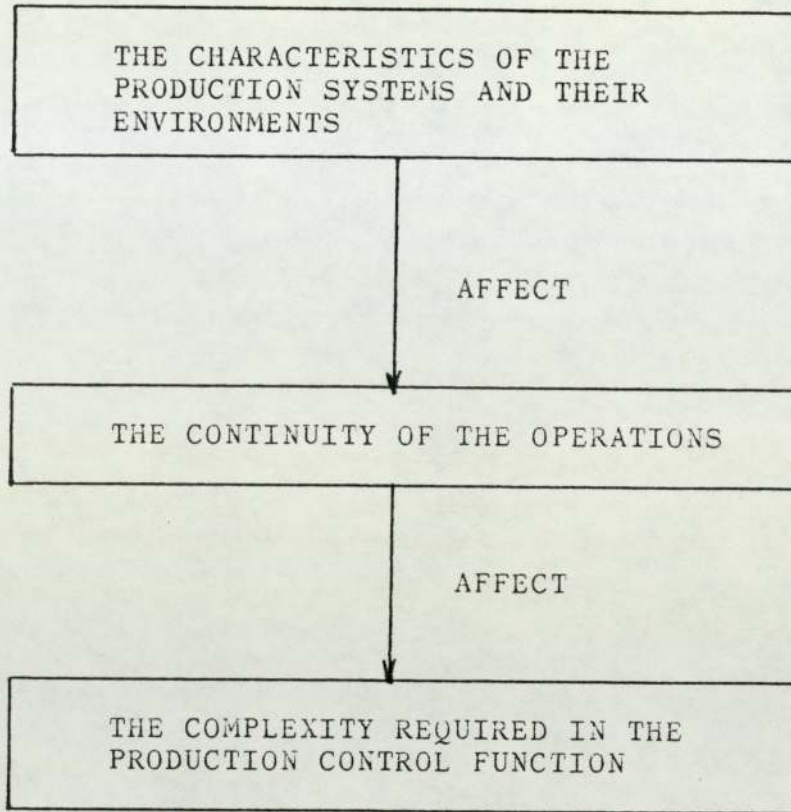 THE CHARACTERISTICS OF THE
PRODUCTION SYSTEMS AND THEIR
ENVIRONMENTS
AFFECT
THE CONTINUITY OF THE OPERATIONS
AFFECT
THE COMPLEXITY REQUIRED IN THE
PRODUCTION CONTROL FUNCTION